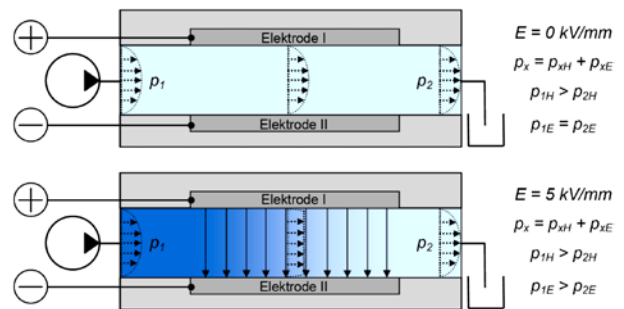 Elektrode I
p₁
p₂
Elektrode II
E = 0 kV/mm
pₓ = pₓH + pₓE
p₁H > p₂H
p₁E = p₂E
Elektrode I
p₁
p₂
Elektrode II
E = 5 kV/mm
pₓ = pₓH + pₓE
p₁H > p₂H
p₁E > p₂E